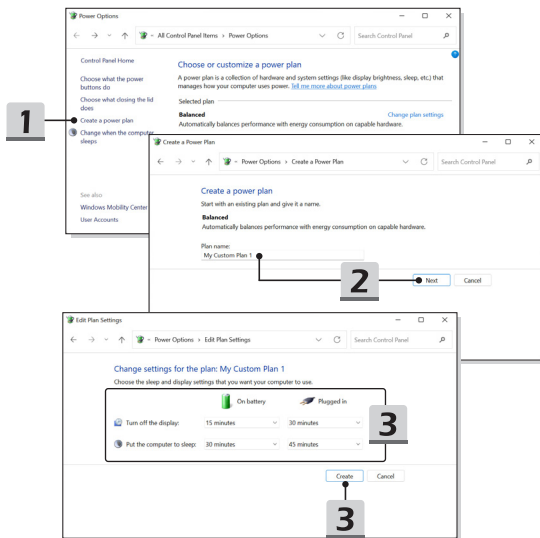 Power Options
All Control Panel Items › Power Options
Search Control Panel
?
Control Panel Home
Choose what the power
buttons do
Choose what closing the lid
does
Create a power plan
Change when the computer
sleeps
See also
Windows Mobility Center
User Accounts
Choose or customize a power plan
A power plan is a collection of hardware and system settings (like display brightness, sleep, etc.) that
manages how your computer uses power. Tell me more about power plans
Selected plan
Balanced
Change plan settings
Automatically balances performance with energy consumption on capable hardware.
1
Create a Power Plan
Power Options › Create a Power Plan
Search Control Panel
Create a power plan
Start with an existing plan and give it a name.
Balanced
Automatically balances performance with energy consumption on capable hardware.
Plan name:
My Custom Plan 1
2
Next
Cancel
Edit Plan Settings
Power Options › Edit Plan Settings
Search Control Panel
Change settings for the plan: My Custom Plan 1
Choose the sleep and display settings that you want your computer to use.
On battery
Plugged in
Turn off the display:
15 minutes
30 minutes
Put the computer to sleep:
30 minutes
45 minutes
3
Create
Cancel
3